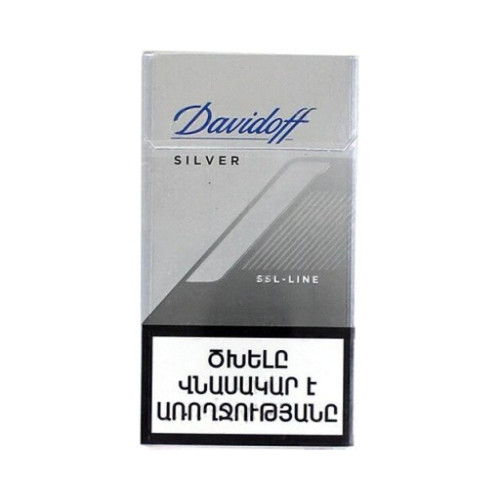 Davidoff
SILVER
SSL-LINE
ԾԽԵԼԸ
ՎՆԱՍԱԿԱՐ Է
ԱՌՈՂՋՈՒԹՅԱՆԸ